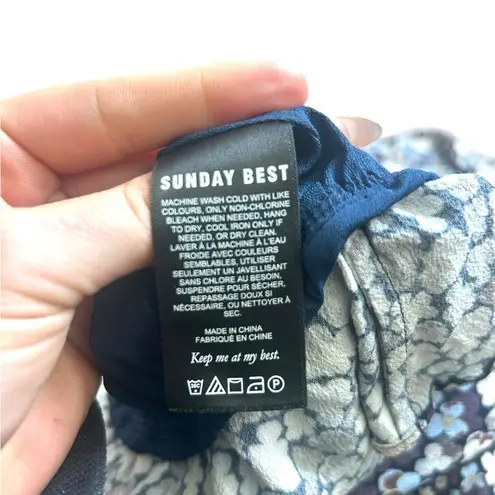 SUNDAY BEST
MACHINE WASH COLD WITH LIKE
COLOURS, ONLY NON-CHLORINE
BLEACH WHEN NEEDED, HANG
TO DRY, COOL IRON ONLY IF
NEEDED, OR DRY CLEAN.
LAVER À LA MACHINE À L'EAU
FROIDE AVEC COULEURS
SEMBLABLES, UTILISER
SEULEMENT UN JAVELLISANT
SANS CHLORE AU BESOIN,
SUSPENDRE POUR SÉCHER,
REPASSAGE DOUX SI
NÉCESSAIRE, OU NETTOYER À
SEC.
MADE IN CHINA
FABRIQUÉ EN CHINE
Keep me at my best.
P